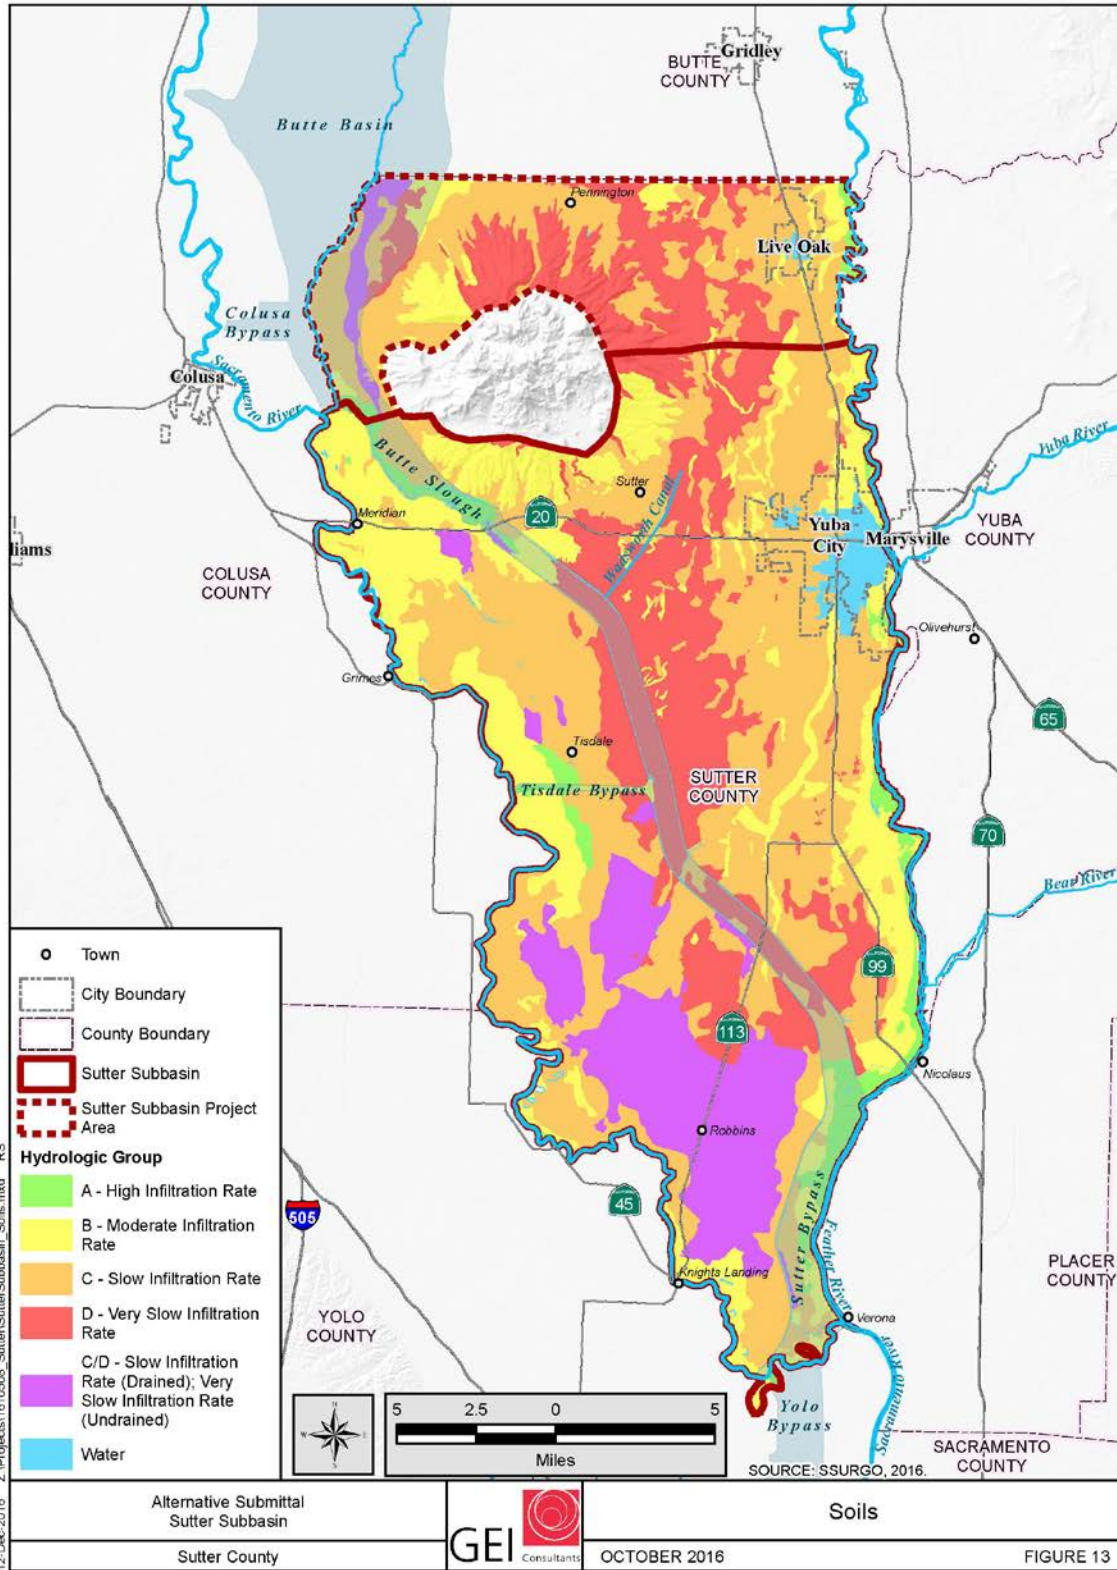 Gridley
BUTTE
COUNTY
Butte Basin
Pennington
Live Oak
Colusa
Bypass
Colusa
Sacramento River
Butte Slough
Sutter
20
Wadsworth Canal
Yuba River
Meridian
Yuba
City
Marysville
YUBA
COUNTY
liams
COLUSA
COUNTY
Olivehurst
Grimes
65
Tisdale
SUTTER
COUNTY
Tisdale Bypass
70
Bear River
99
113
Nicolaus
Robbins
45
505
Sutter Bypass
Feather River
PLACER
COUNTY
Knights Landing
YOLO
COUNTY
Verona
Sacramento River
Yolo
Bypass
SACRAMENTO
COUNTY
Town
City Boundary
County Boundary
Sutter Subbasin
Sutter Subbasin Project
Area
Hydrologic Group
A - High Infiltration Rate
B - Moderate Infiltration
Rate
C - Slow Infiltration Rate
D - Very Slow Infiltration
Rate
C/D - Slow Infiltration
Rate (Drained); Very
Slow Infiltration Rate
(Undrained)
Water
N
W E
S
5 2.5 0 5
Miles
SOURCE: SSURGO, 2016.
Alternative Submittal
Sutter Subbasin
Sutter County
GEI Consultants
Soils
OCTOBER 2016
FIGURE 13